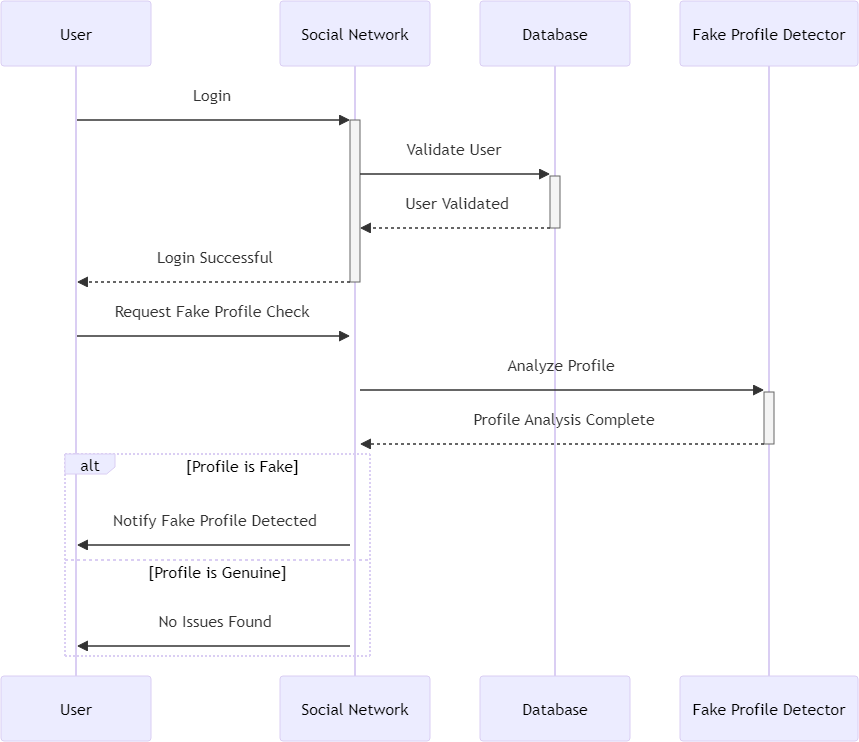 User
Social Network
Database
Fake Profile Detector
Login
Validate User
User Validated
Login Successful
Request Fake Profile Check
Analyze Profile
Profile Analysis Complete
alt
[Profile is Fake]
Notify Fake Profile Detected
[Profile is Genuine]
No Issues Found
User
Social Network
Database
Fake Profile Detector